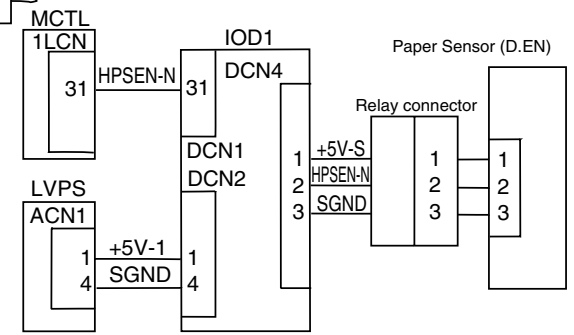 MCTL
1LCN
31
HPSEN-N
31
IOD1
DCN4
DCN1
DCN2
LVPS
ACN1
1
+5V-1
1
4
SGND
4
1
+5V-S
2
HPSEN-N
3
SGND
Relay connector
1
2
3
Paper Sensor (D.EN)
1
2
3